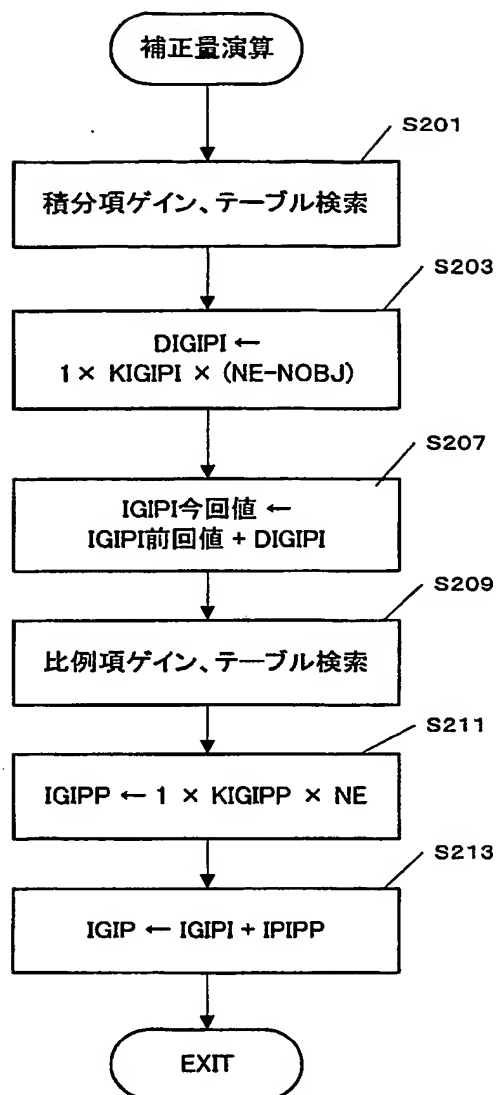 補正量演算
S201
積分項ゲイン、テーブル検索
S203
DIGIPI ←
1 × KIGIPI × (NE-NOBJ)
S207
IGIPI今回値 ←
IGIPI前回値 + DIGIPI
S209
比例項ゲイン、テーブル検索
S211
IGIPP ← 1 × KIGIPP × NE
S213
IGIP ← IGIPI + IPIPP
EXIT